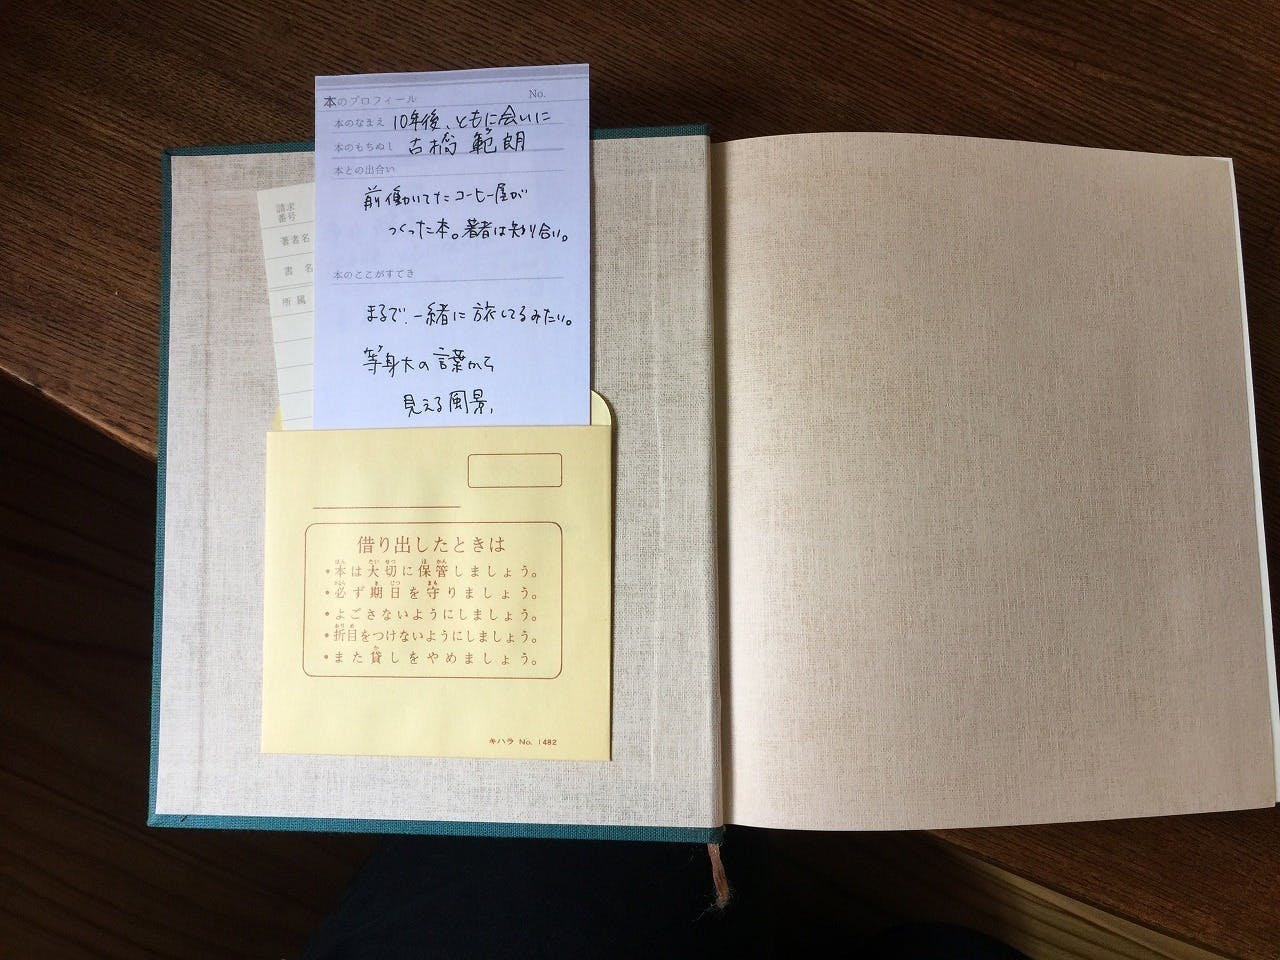 本のプロフィール No.
本のなまえ 10年後、ともに会いに
本のもちぬし 古橋 範朗
本との出合い
前働いてたコーヒー屋が
つくった本。著者は知り合い。
本のここがすてき
まるで、一緒に旅してるみたい。
等身大の言葉から
見える風景。
請求
番号
著者名
書 名
所 属
借り出したときは
・本は大切に保管しましょう。
・必ず期日を守りましょう。
・よごさないようにしましょう。
・折目をつけないようにしましょう。
・また貸しをやめましょう。
キハラ No. 1482